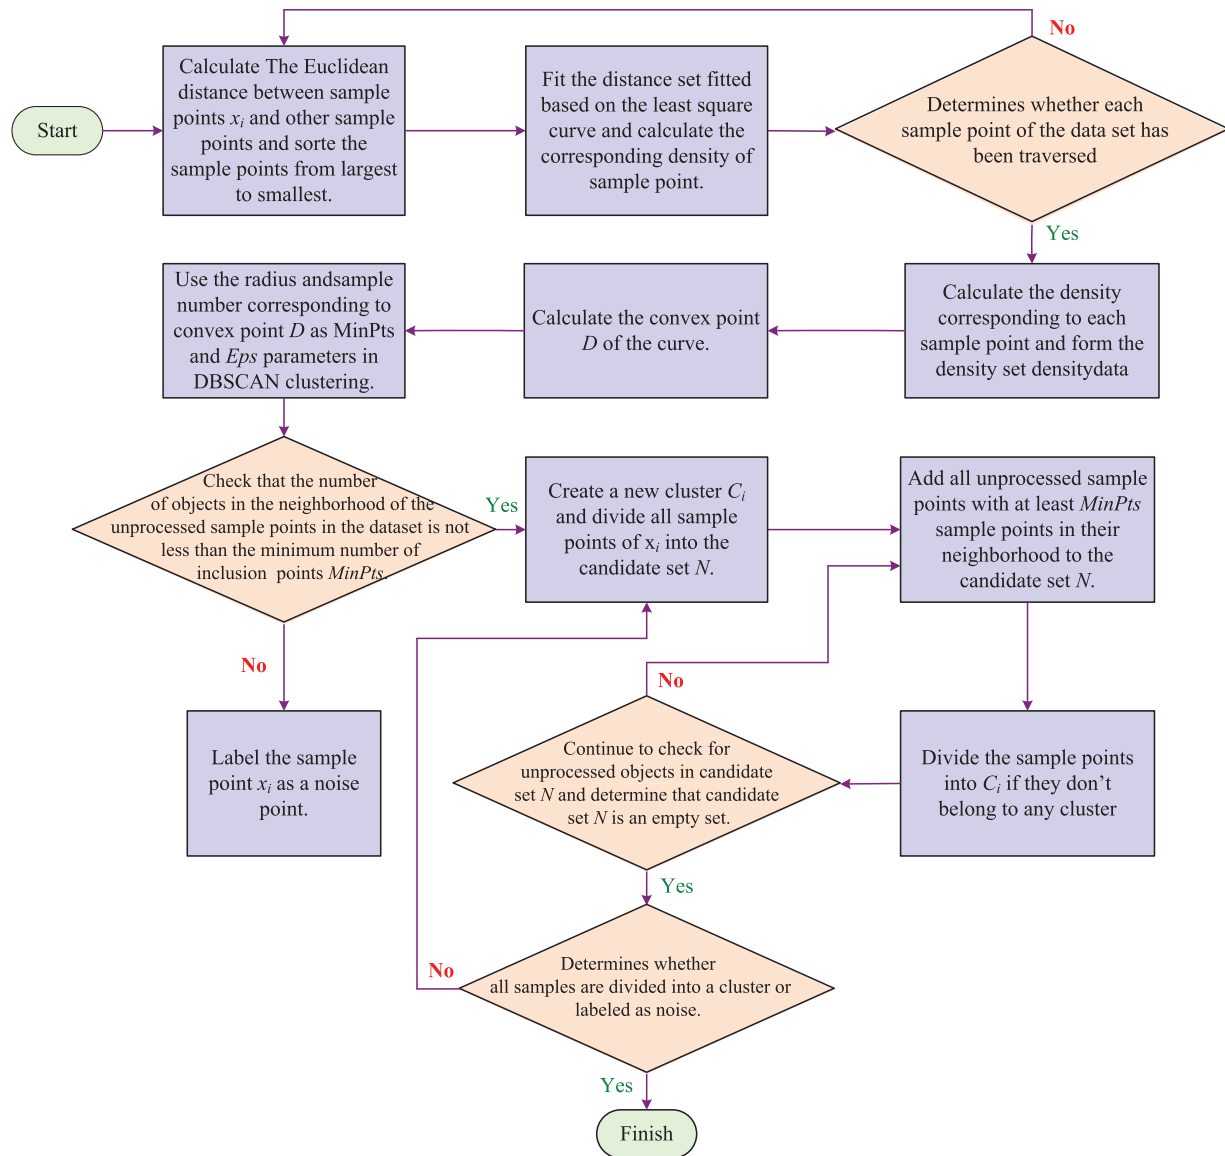 Start
Calculate The Euclidean
distance between sample
points xᵢ and other sample
points and sorte the
sample points from largest
to smallest.
Fit the distance set fitted
based on the least square
curve and calculate the
corresponding density of
sample point.
No
Determines whether each
sample point of the data set has
been traversed
Yes
Calculate the density
corresponding to each
sample point and form the
density set densitydata
Calculate the convex point
D of the curve.
Use the radius andsample
number corresponding to
convex point D as MinPts
and Eps parameters in
DBSCAN clustering.
Check that the number
of objects in the neighborhood of the
unprocessed sample points in the dataset is not
less than the minimum number of
inclusion points MinPts.
Yes
Create a new cluster Cᵢ
and divide all sample
points of xᵢ into the
candidate set N.
Add all unprocessed sample
points with at least MinPts
sample points in their
neighborhood to the
candidate set N.
No
Label the sample
point xᵢ as a noise
point.
No
Continue to check for
unprocessed objects in candidate
set N and determine that candidate
set N is an empty set.
Divide the sample points
into Cᵢ if they don’t
belong to any cluster
Yes
No
Determines whether
all samples are divided into a cluster or
labeled as noise.
Yes
Finish